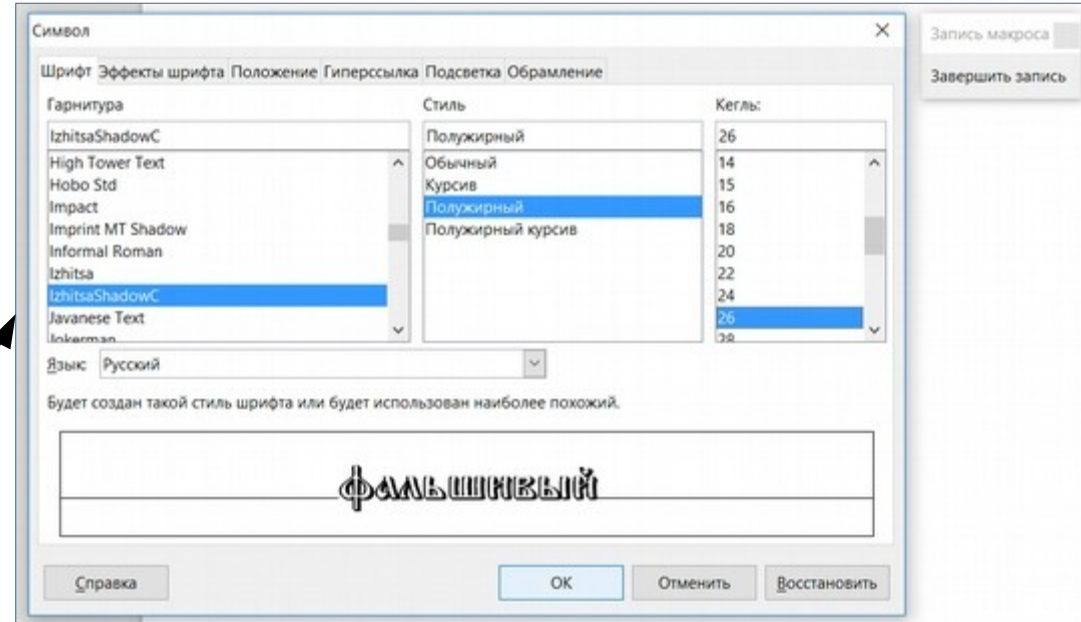 Символ
Запись макроса
Завершить запись
Шрифт Эффекты шрифта Положение Гиперссылка Подсветка Обрамление
Гарнитура Стиль Кегль:
IzhitsaShadowC Полужирный 26
High Tower Text Обычный 14
Hobo Std Курсив 15
Impact Полужирный 16
Imprint MT Shadow Полужирный курсив 18
Informal Roman 20
Izhitsa 22
IzhitsaShadowC 24
Javanese Text 26
Jokerman 28
Язык: Русский
Будет создан такой стиль шрифта или будет использован наиболее похожий.
фальшивый
Справка OK Отменить Восстановить